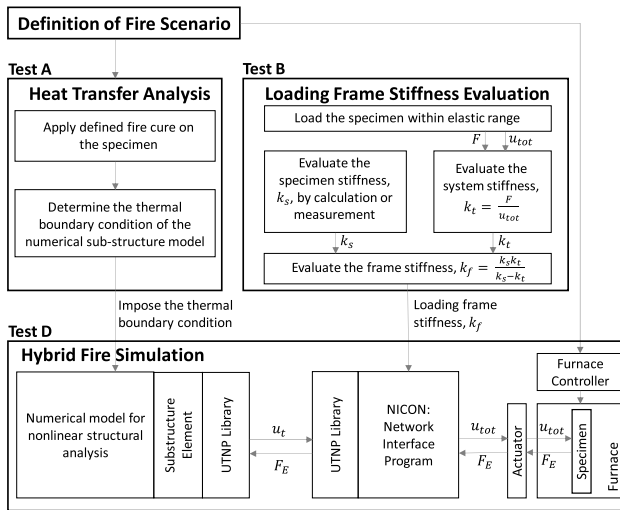 Definition of Fire Scenario
Test A
Heat Transfer Analysis
Apply defined fire cure on
the specimen
Determine the thermal
boundary condition of the
numerical sub-structure model
Impose the thermal
boundary condition
Test B
Loading Frame Stiffness Evaluation
Load the specimen within elastic range
F u_tot
Evaluate the
specimen stiffness,
k_s, by calculation or
measurement
Evaluate the
system stiffness,
k_t = F / u_tot
k_s k_t
Evaluate the frame stiffness, k_f = k_s k_t / k_s−k_t
Loading frame
stiffness, k_f
Test D
Hybrid Fire Simulation
Numerical model for
nonlinear structural
analysis
Substructure
Element
UTNP Library
u_t
F_E
UTNP Library
NICON:
Network
Interface
Program
u_tot
F_E
Actuator
u_tot
F_E
Furnace
Controller
Specimen
Furnace